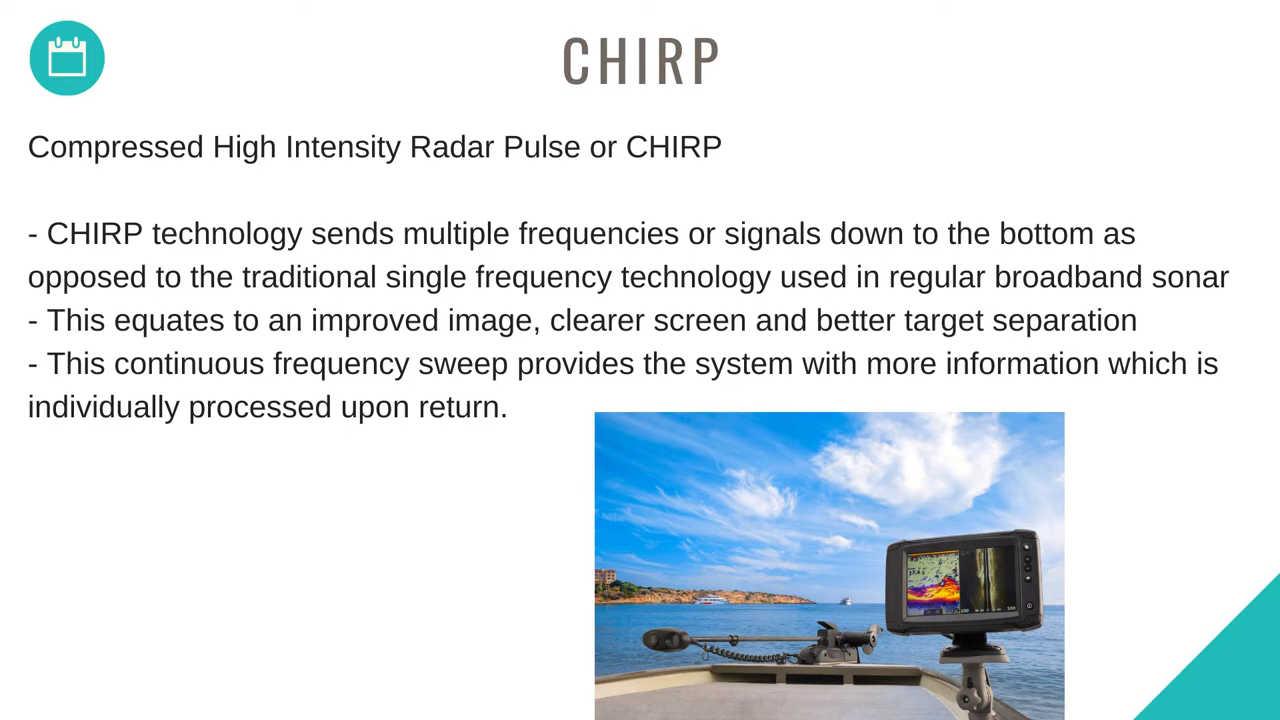 CHIRP
Compressed High Intensity Radar Pulse or CHIRP
- CHIRP technology sends multiple frequencies or signals down to the bottom as
opposed to the traditional single frequency technology used in regular broadband sonar
- This equates to an improved image, clearer screen and better target separation
- This continuous frequency sweep provides the system with more information which is
individually processed upon return.